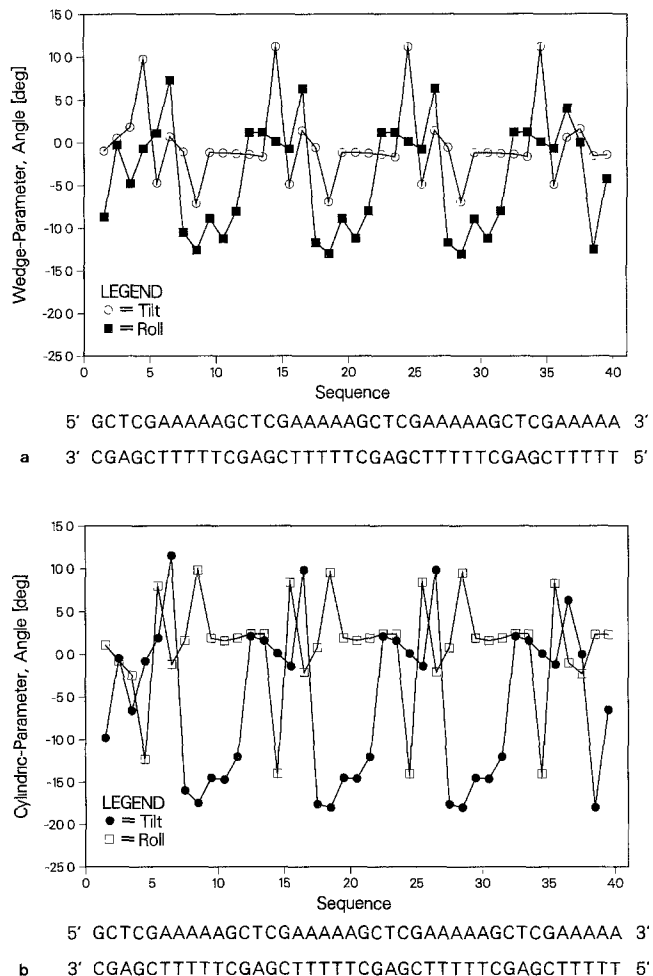 15 0
10 0
5 0
0 0
-5 0
-10 0
-15 0
-20 0
-25 0
Wedge-Parameter, Angle [deg]
LEGEND
= Tilt
= Roll
0 5 10 15 20 25 30 35 40
Sequence
5' GCTCGAAAAAGCTCGAAAAAGCTCGAAAAAGCTCGAAAAA 3'
a 3' CGAGCTTTTTCGAGCTTTTTCGAGCTTTTTCGAGCTTTTT 5'
15 0
10 0
5 0
0 0
-5 0
-10 0
-15 0
-20 0
-25 0
Cylindric-Parameter, Angle [deg]
LEGEND
= Tilt
= Roll
0 5 10 15 20 25 30 35 40
Sequence
5' GCTCGAAAAAGCTCGAAAAAGCTCGAAAAAGCTCGAAAAA 3'
b 3' CGAGCTTTTTCGAGCTTTTTCGAGCTTTTTCGAGCTTTTT 5'